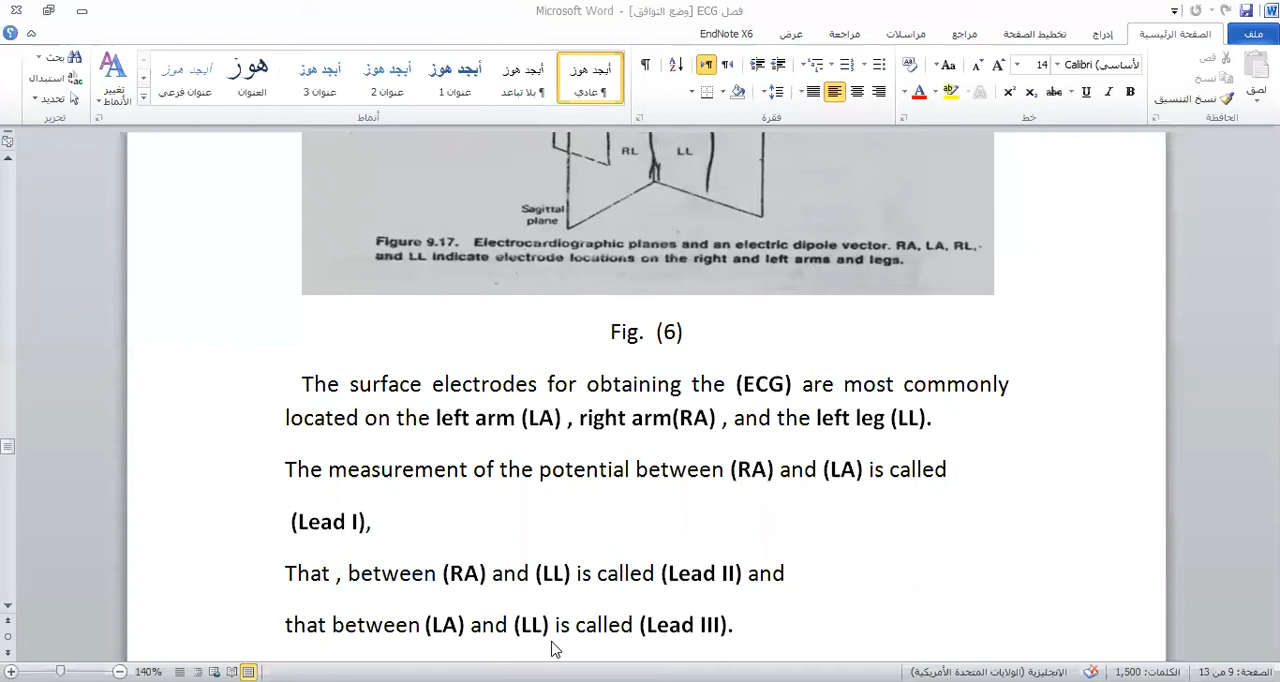 فصل ECG [وضع التوافق] - Microsoft Word
ملف
الصفحة الرئيسية
إدراج
تخطيط الصفحة
مراجع
مراسلات
مراجعة
عرض
EndNote X6
لصق
قص
نسخ
نسخ التنسيق
الحافظة
Calibri (الأساسي)
14
خط
فقرة
أبجد هوز
¶ عادي
أبجد هوز
¶ بلا تباعد
أبجد هوز
عنوان 1
أبجد هوز
عنوان 2
أبجد هوز
عنوان 3
هوز
العنوان
أبجد هوز
عنوان فرعي
تغيير الأنماط
أنماط
بحث
استبدال
تحديد
تحرير
RL LL
Sagittal
plane
Figure 9.17. Electrocardiographic planes and an electric dipole vector. RA, LA, RL,
and LL indicate electrode locations on the right and left arms and legs.
Fig. (6)
The surface electrodes for obtaining the (ECG) are most commonly
located on the left arm (LA) , right arm(RA) , and the left leg (LL).
The measurement of the potential between (RA) and (LA) is called
(Lead I),
That , between (RA) and (LL) is called (Lead II) and
that between (LA) and (LL) is called (Lead III).
الصفحة: 9 من 13
الكلمات: 1,500
الإنجليزية (الولايات المتحدة الأمريكية)
140%